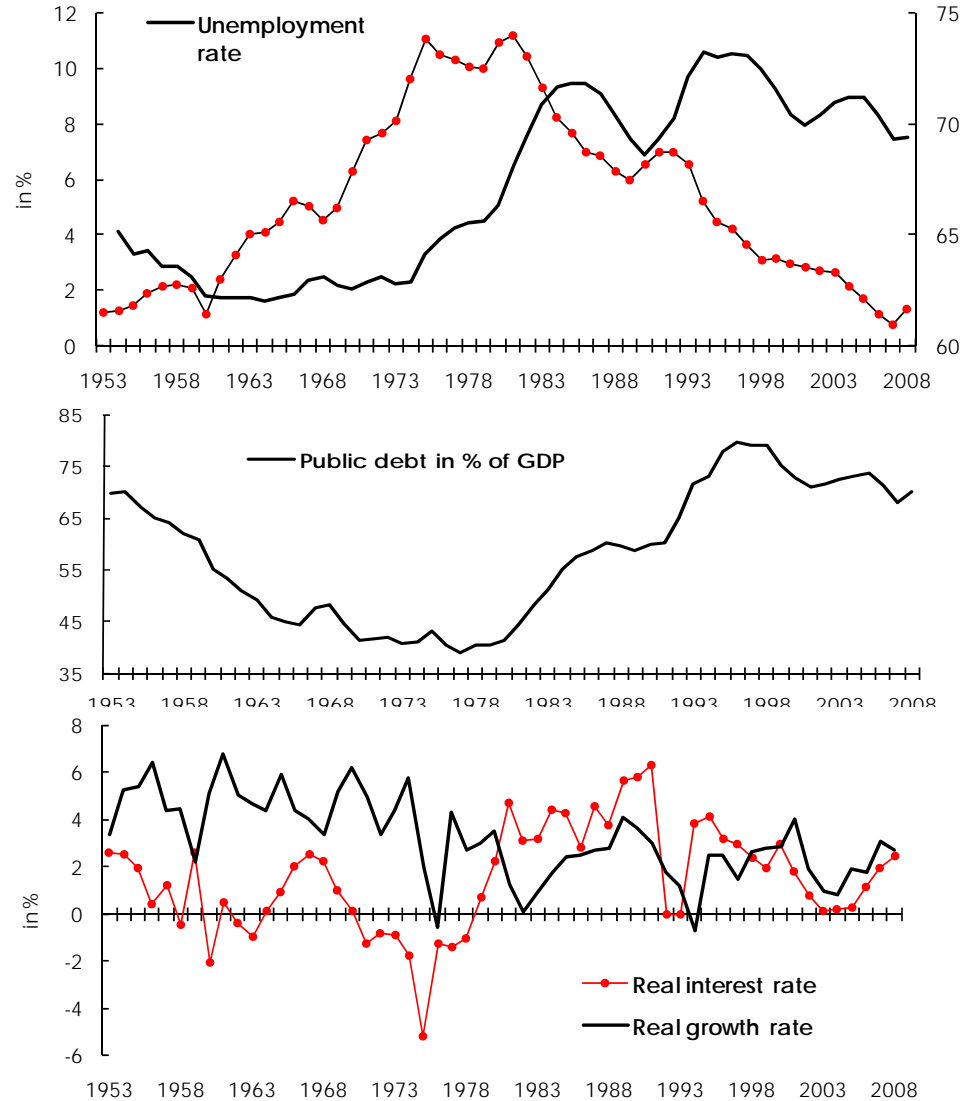 12
75
Unemployment
rate
10
8
70
in %
6
4
65
2
0
60
1953 1958 1963 1968 1973 1978 1983 1988 1993 1998 2003 2008
85
Public debt in % of GDP
75
65
55
45
35
1953 1958 1963 1968 1973 1978 1983 1988 1993 1998 2003 2008
8
6
4
2
in %
0
-2
Real interest rate
-4
Real growth rate
-6
1953 1958 1963 1968 1973 1978 1983 1988 1993 1998 2003 2008